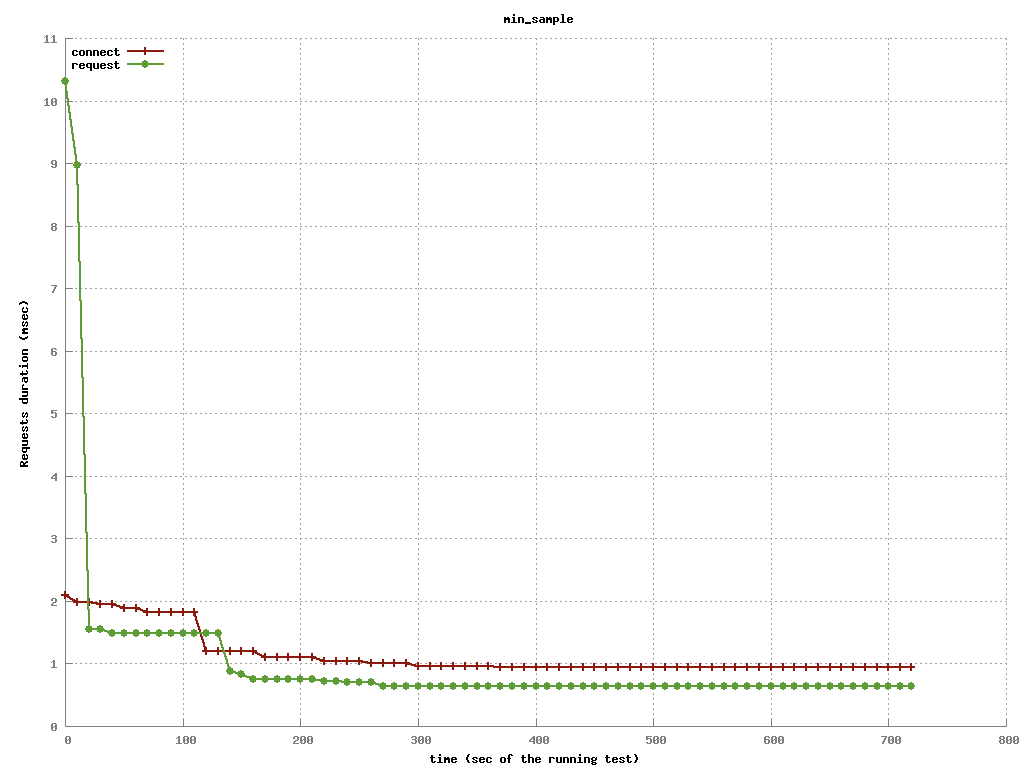 min_sample
connect
request
11
10
9
8
7
6
5
4
3
2
1
0
Requests duration (msec)
0 100 200 300 400 500 600 700 800
time (sec of the running test)